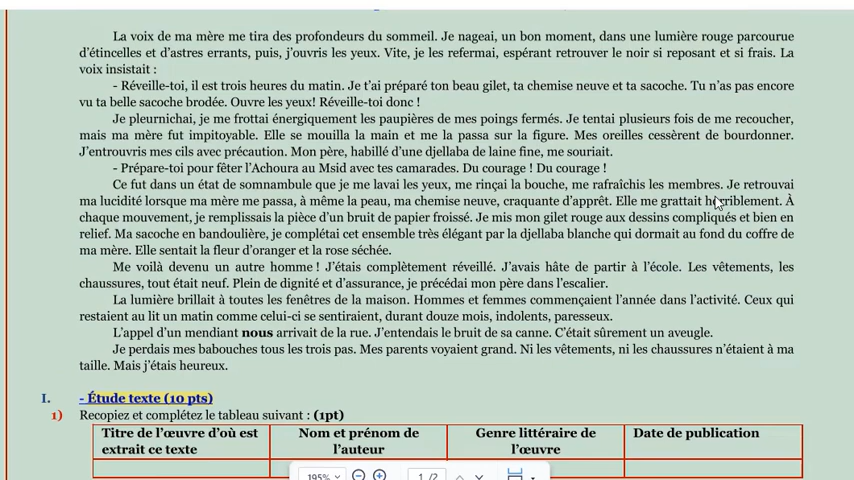 La voix de ma mère me tira des profondeurs du sommeil. Je nageai, un bon moment, dans une lumière rouge parcourue
d'étincelles et d'astres errants, puis, j'ouvris les yeux. Vite, je les refermai, espérant retrouver le noir si reposant et si frais. La
voix insistait :
- Réveille-toi, il est trois heures du matin. Je t'ai préparé ton beau gilet, ta chemise neuve et ta sacoche. Tu n'as pas encore
vu ta belle sacoche brodée. Ouvre les yeux! Réveille-toi donc !
Je pleurnichai, je me frottai énergiquement les paupières de mes poings fermés. Je tentai plusieurs fois de me recoucher,
mais ma mère fut impitoyable. Elle se mouilla la main et me la passa sur la figure. Mes oreilles cessèrent de bourdonner.
J'entrouvris mes cils avec précaution. Mon père, habillé d'une djellaba de laine fine, me souriait.
- Prépare-toi pour fêter l'Achoura au Msid avec tes camarades. Du courage ! Du courage !
Ce fut dans un état de somnambule que je me lavai les yeux, me rinçai la bouche, me rafraîchis les membres. Je retrouvai
ma lucidité lorsque ma mère me passa, à même la peau, ma chemise neuve, craquante d'apprêt. Elle me grattait horriblement. À
chaque mouvement, je remplissais la pièce d'un bruit de papier froissé. Je mis mon gilet rouge aux dessins compliqués et bien en
relief. Ma sacoche en bandoulière, je complétai cet ensemble très élégant par la djellaba blanche qui dormait au fond du coffre de
ma mère. Elle sentait la fleur d'oranger et la rose séchée.
Me voilà devenu un autre homme ! J'étais complètement réveillé. J'avais hâte de partir à l'école. Les vêtements, les
chaussures, tout était neuf. Plein de dignité et d'assurance, je précédai mon père dans l'escalier.
La lumière brillait à toutes les fenêtres de la maison. Hommes et femmes commençaient l'année dans l'activité. Ceux qui
restaient au lit un matin comme celui-ci se sentiraient, durant douze mois, indolents, paresseux.
L'appel d'un mendiant nous arrivait de la rue. J'entendais le bruit de sa canne. C'était sûrement un aveugle.
Je perdais mes babouches tous les trois pas. Mes parents voyaient grand. Ni les vêtements, ni les chaussures n'étaient à ma
taille. Mais j'étais heureux.
I. - Étude texte (10 pts)
1) Recopiez et complétez le tableau suivant : (1pt)
Titre de l'œuvre d'où est extrait ce texte
Nom et prénom de l'auteur
Genre littéraire de l'œuvre
Date de publication
195%
1 /2